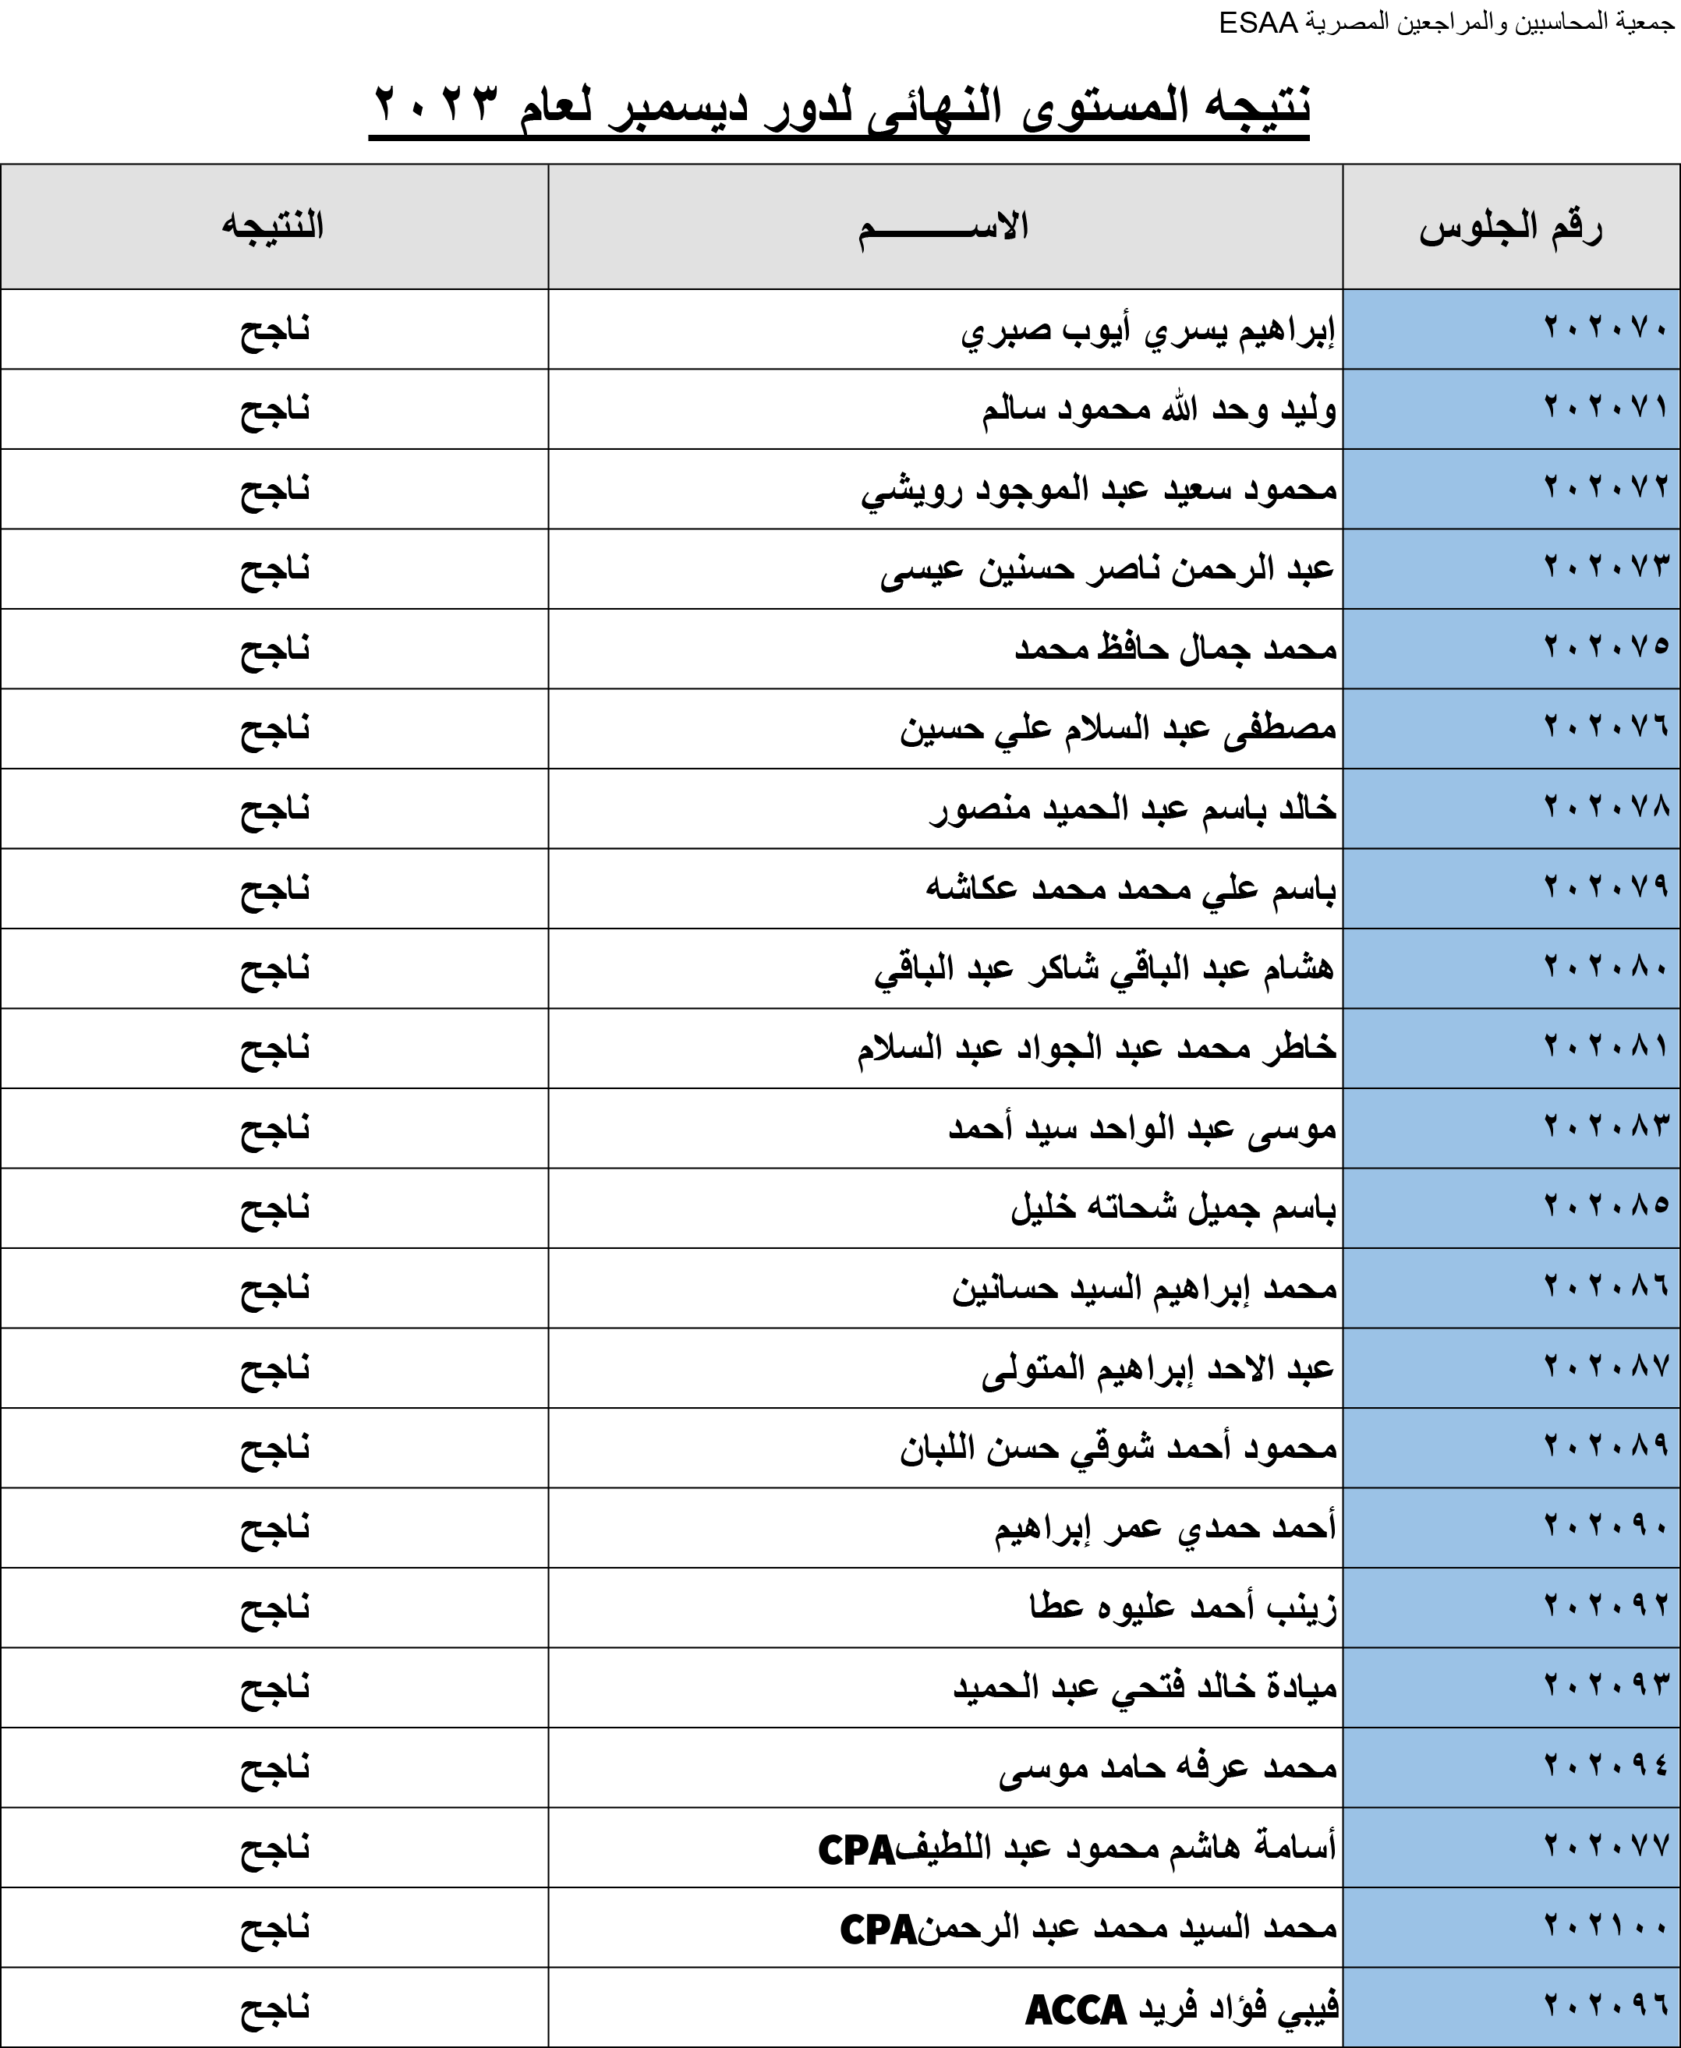 جمعية المحاسبين والمراجعين المصرية ESAA
نتيجه المستوى النهائى لدور ديسمبر لعام ٢٠٢٣
رقم الجلوس الاســـــــم النتيجه
٢٠٢٠٧٠ إبراهيم يسري أيوب صبري ناجح
٢٠٢٠٧١ وليد وحد الله محمود سالم ناجح
٢٠٢٠٧٢ محمود سعيد عبد الموجود رويشي ناجح
٢٠٢٠٧٣ عبد الرحمن ناصر حسنين عيسى ناجح
٢٠٢٠٧٥ محمد جمال حافظ محمد ناجح
٢٠٢٠٧٦ مصطفى عبد السلام علي حسين ناجح
٢٠٢٠٧٨ خالد باسم عبد الحميد منصور ناجح
٢٠٢٠٧٩ باسم علي محمد محمد عكاشه ناجح
٢٠٢٠٨٠ هشام عبد الباقي شاكر عبد الباقي ناجح
٢٠٢٠٨١ خاطر محمد عبد الجواد عبد السلام ناجح
٢٠٢٠٨٣ موسى عبد الواحد سيد أحمد ناجح
٢٠٢٠٨٥ باسم جميل شحاته خليل ناجح
٢٠٢٠٨٦ محمد إبراهيم السيد حسانين ناجح
٢٠٢٠٨٧ عبد الاحد إبراهيم المتولى ناجح
٢٠٢٠٨٩ محمود أحمد شوقي حسن اللبان ناجح
٢٠٢٠٩٠ أحمد حمدي عمر إبراهيم ناجح
٢٠٢٠٩٢ زينب أحمد عليوه عطا ناجح
٢٠٢٠٩٣ ميادة خالد فتحي عبد الحميد ناجح
٢٠٢٠٩٤ محمد عرفه حامد موسى ناجح
٢٠٢٠٧٧ أسامة هاشم محمود عبد اللطيفCPA ناجح
٢٠٢١٠٠ محمد السيد محمد عبد الرحمنCPA ناجح
٢٠٢٠٩٦ فيبي فؤاد فريد ACCA ناجح